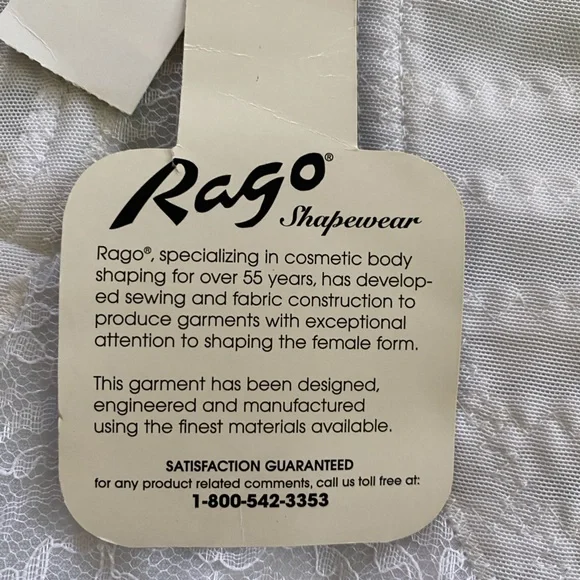 Rago®
Shapewear
Rago®, specializing in cosmetic body
shaping for over 55 years, has develop-
ed sewing and fabric construction to
produce garments with exceptional
attention to shaping the female form.
This garment has been designed,
engineered and manufactured
using the finest materials available.
SATISFACTION GUARANTEED
for any product related comments, call us toll free at:
1-800-542-3353